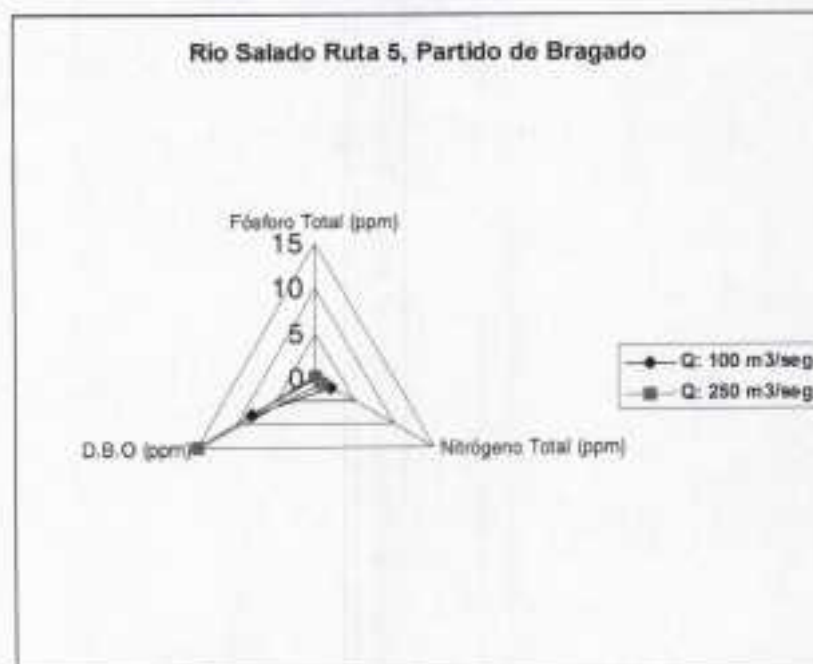 Rio Salado Ruta 5, Partido de Bragado
Fósforo Total (ppm)
15
10
5
0
D.B.O (ppm)
Nitrógeno Total (ppm)
Q: 100 m3/seg
Q: 250 m3/seg